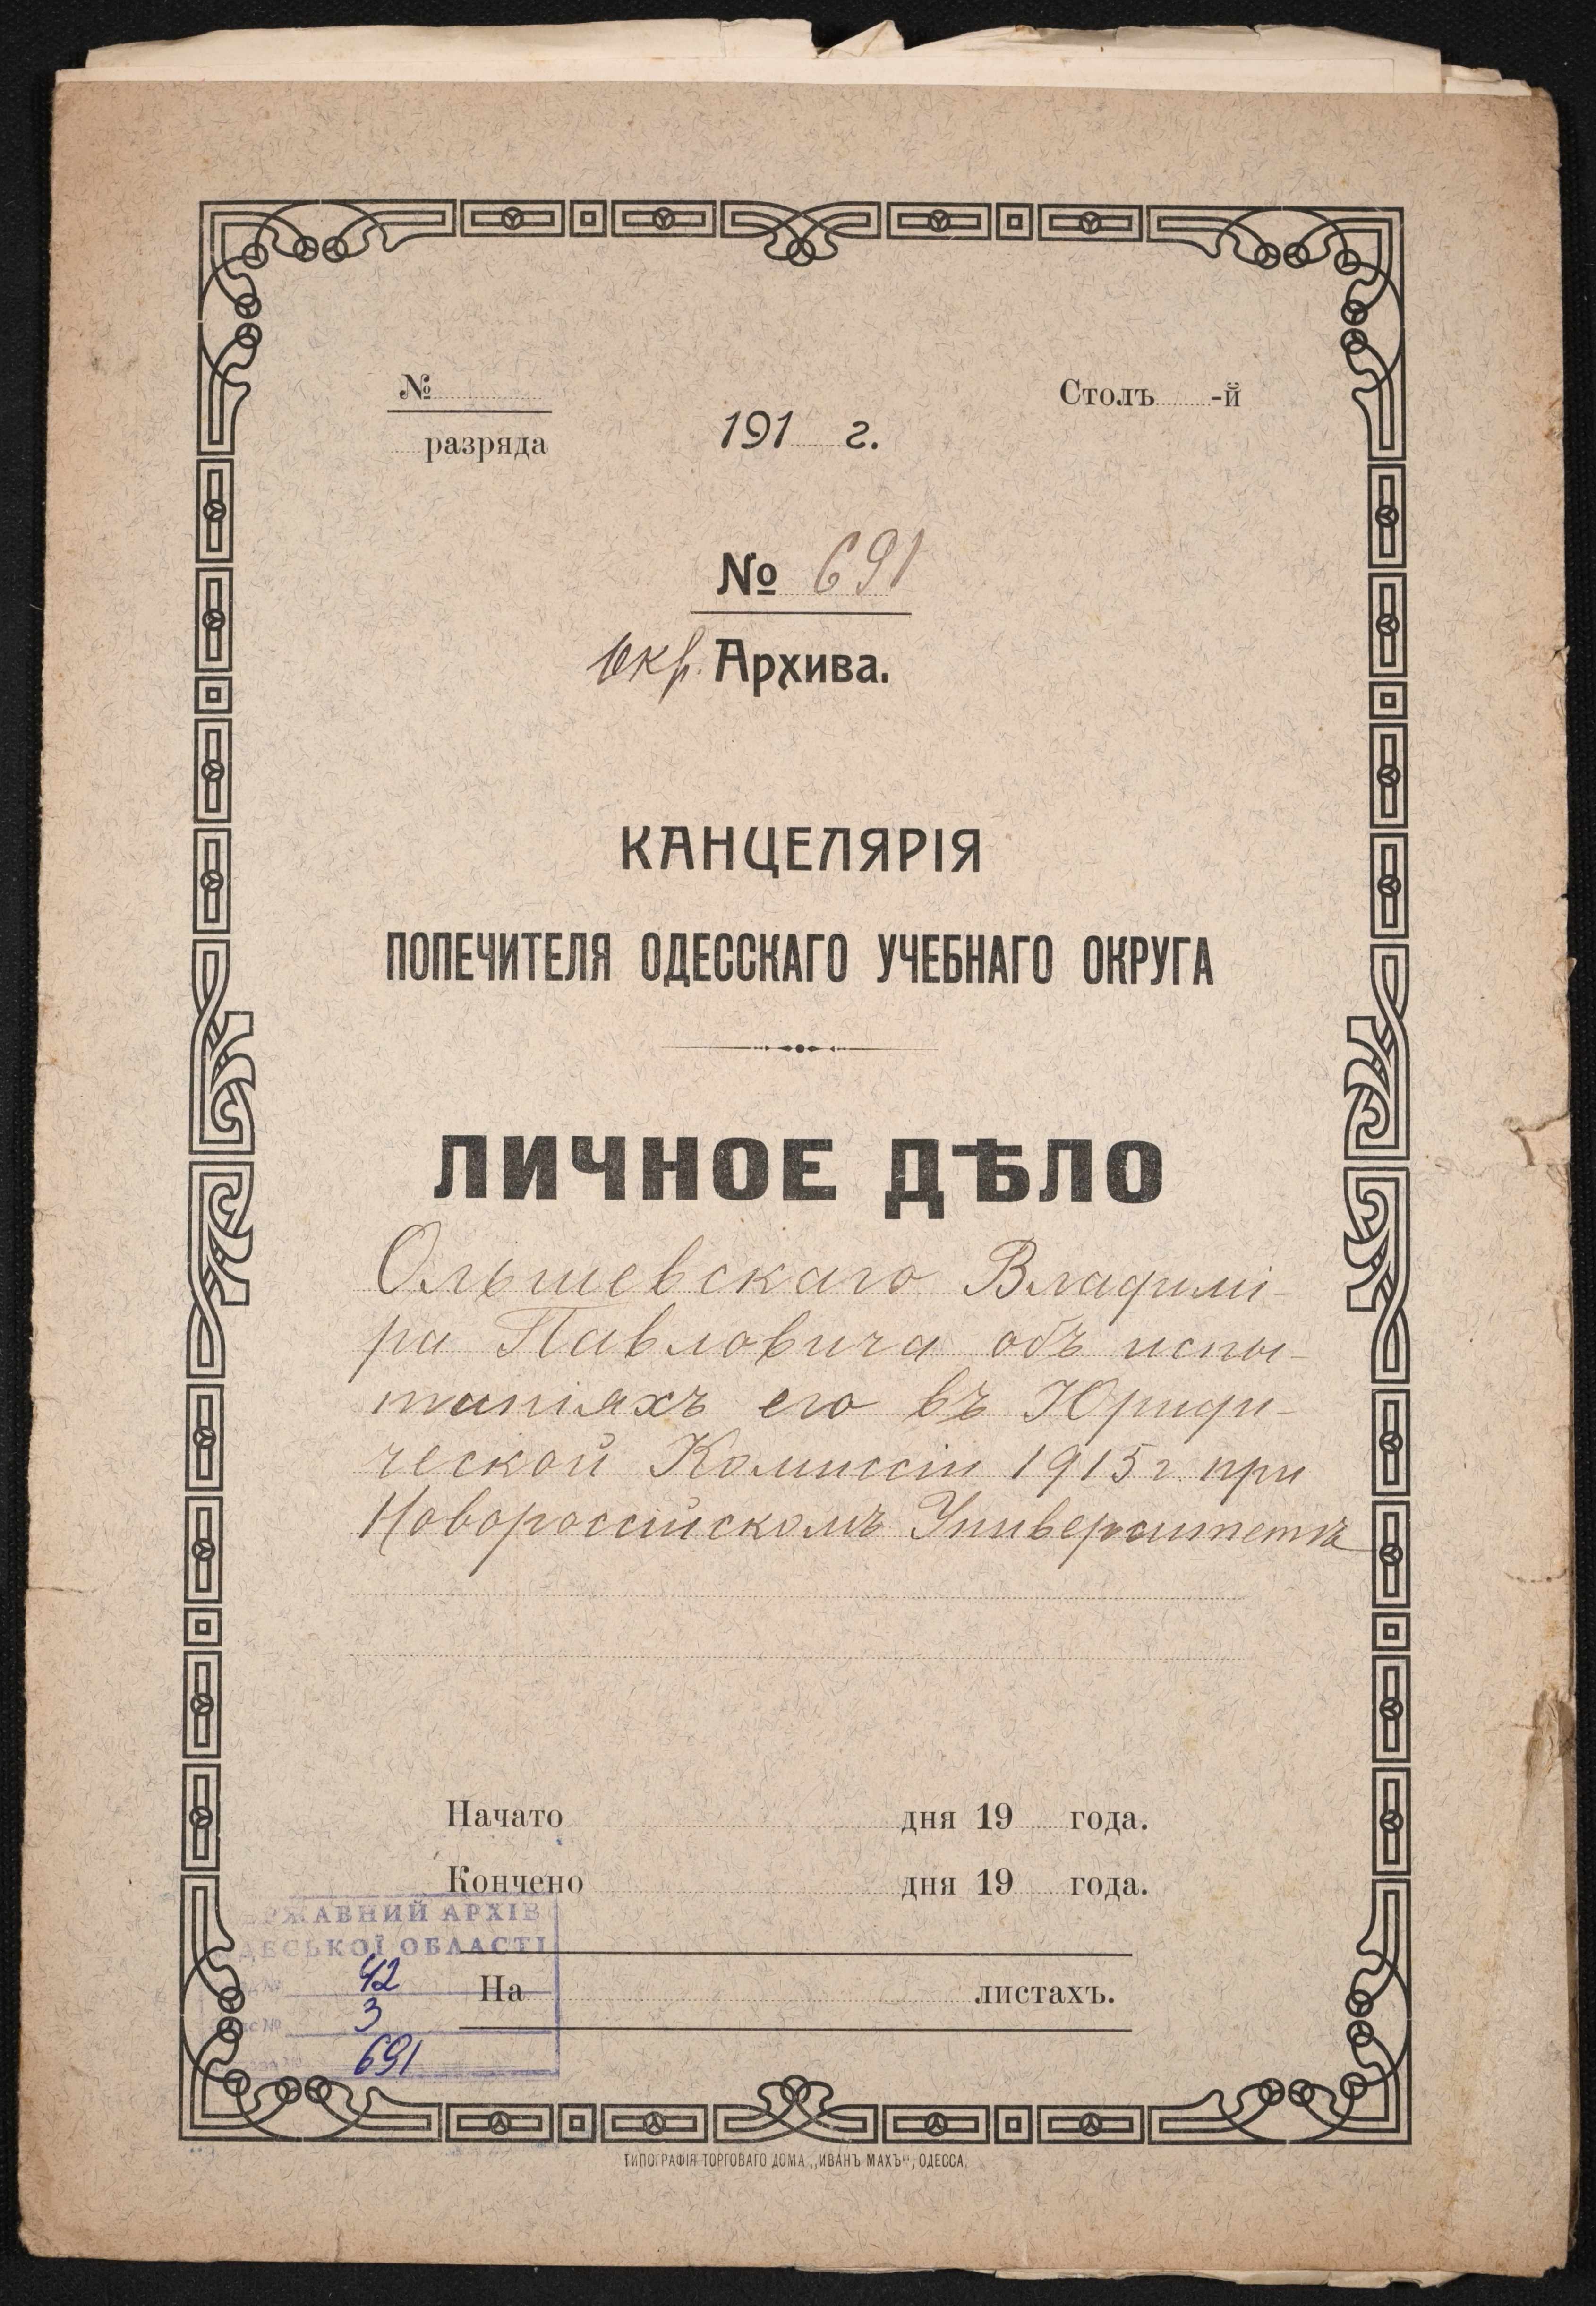 №
разряда
191 г.
Столъ -й
№ 691
Окр. Архива.
КАНЦЕЛЯРІЯ
ПОПЕЧИТЕЛЯ ОДЕССКАГО УЧЕБНАГО ОКРУГА
ЛИЧНОЕ ДѢЛО
Ольшевскаго Владимі-
ра Павловича объ испы-
таніяхъ его въ Юриди-
ческой Комиссіи 1915 г. при
Новороссійскомъ Университетѣ
Начато дня 19 года.
Кончено дня 19 года.
На листахъ.
ДЕРЖАВНИЙ АРХІВ
ОДЕСЬКОЇ ОБЛАСТІ
42
3
691
ТИПОГРАФІЯ ТОРГОВАГО ДОМА „ИВАНЪ МАХЪ“, ОДЕССА.